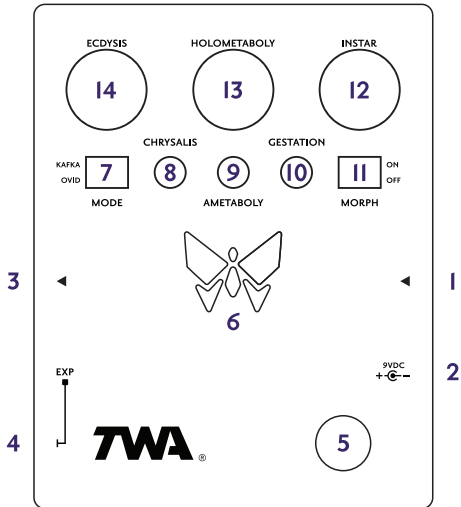 ECDYSIS HOLOMETABOLY INSTAR
14 13 12
CHRYSALIS GESTATION
KAFKA OVID 7 8 9 10 11 ON OFF
MODE AMETABOLY MORPH
3 1
6
EXP 9VDC
+ - 2
4 TWA ® 5